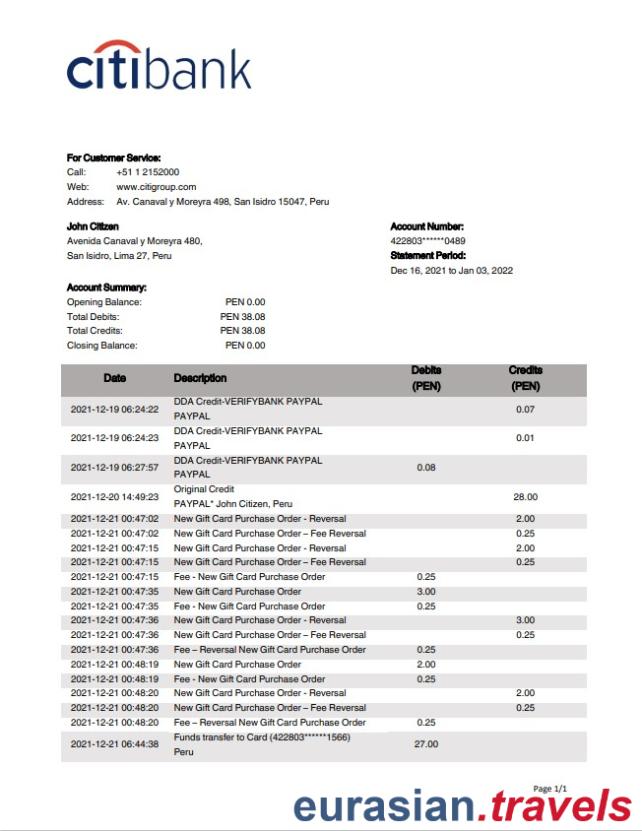 citibank
For Customer Service:
Call: +51 1 2152000
Web: www.citigroup.com
Address: Av. Canaval y Moreyra 498, San Isidro 15047, Peru
John Citizen
Avenida Canaval y Moreyra 480,
San Isidro, Lima 27, Peru
Account Number:
422803******0489
Statement Period:
Dec 16, 2021 to Jan 03, 2022
Account Summary:
Opening Balance: PEN 0.00
Total Debits: PEN 38.08
Total Credits: PEN 38.08
Closing Balance: PEN 0.00
Date Description Debits (PEN) Credits (PEN)
2021-12-19 06:24:22 DDA Credit-VERIFYBANK PAYPAL PAYPAL 0.07
2021-12-19 06:24:23 DDA Credit-VERIFYBANK PAYPAL PAYPAL 0.01
2021-12-19 06:27:57 DDA Credit-VERIFYBANK PAYPAL PAYPAL 0.08
2021-12-20 14:49:23 Original Credit PAYPAL* John Citizen, Peru 28.00
2021-12-21 00:47:02 New Gift Card Purchase Order - Reversal 2.00
2021-12-21 00:47:02 New Gift Card Purchase Order – Fee Reversal 0.25
2021-12-21 00:47:15 New Gift Card Purchase Order - Reversal 2.00
2021-12-21 00:47:15 New Gift Card Purchase Order – Fee Reversal 0.25
2021-12-21 00:47:15 Fee - New Gift Card Purchase Order 0.25
2021-12-21 00:47:35 New Gift Card Purchase Order 3.00
2021-12-21 00:47:35 Fee - New Gift Card Purchase Order 0.25
2021-12-21 00:47:36 New Gift Card Purchase Order - Reversal 3.00
2021-12-21 00:47:36 New Gift Card Purchase Order – Fee Reversal 0.25
2021-12-21 00:47:36 Fee – Reversal New Gift Card Purchase Order 0.25
2021-12-21 00:48:19 New Gift Card Purchase Order 2.00
2021-12-21 00:48:19 Fee - New Gift Card Purchase Order 0.25
2021-12-21 00:48:20 New Gift Card Purchase Order - Reversal 2.00
2021-12-21 00:48:20 New Gift Card Purchase Order – Fee Reversal 0.25
2021-12-21 00:48:20 Fee – Reversal New Gift Card Purchase Order 0.25
2021-12-21 06:44:38 Funds transfer to Card (422803******1566) Peru 27.00
Page 1/1
eurasian.travels